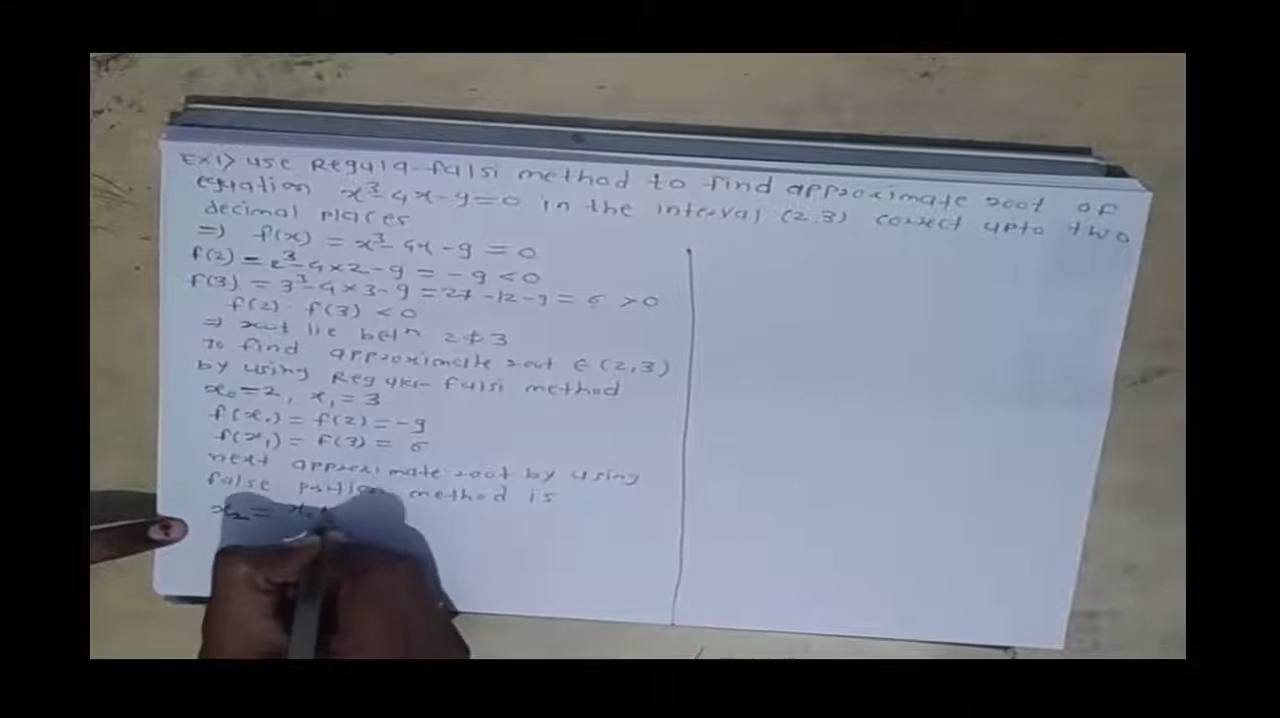 Ex1> use Regula-falsi method to find approximate root of
equation x³-4x-9=0 in the interval (2,3) correct upto two
decimal places
=> f(x) = x³-4x-9=0
f(2) = 2³-4×2-9 = -9<0
f(3) = 3³-4×3-9=27-12-9=6>0
f(2)·f(3)<0
=> root lie betⁿ 2 & 3
to find approximate root ∈ (2,3)
by using Regula-falsi method
x₀=2, x₁=3
f(x₀) = f(2) = -9
f(x₁) = f(3) = 6
next approximate root by using
false method is
x₂ =